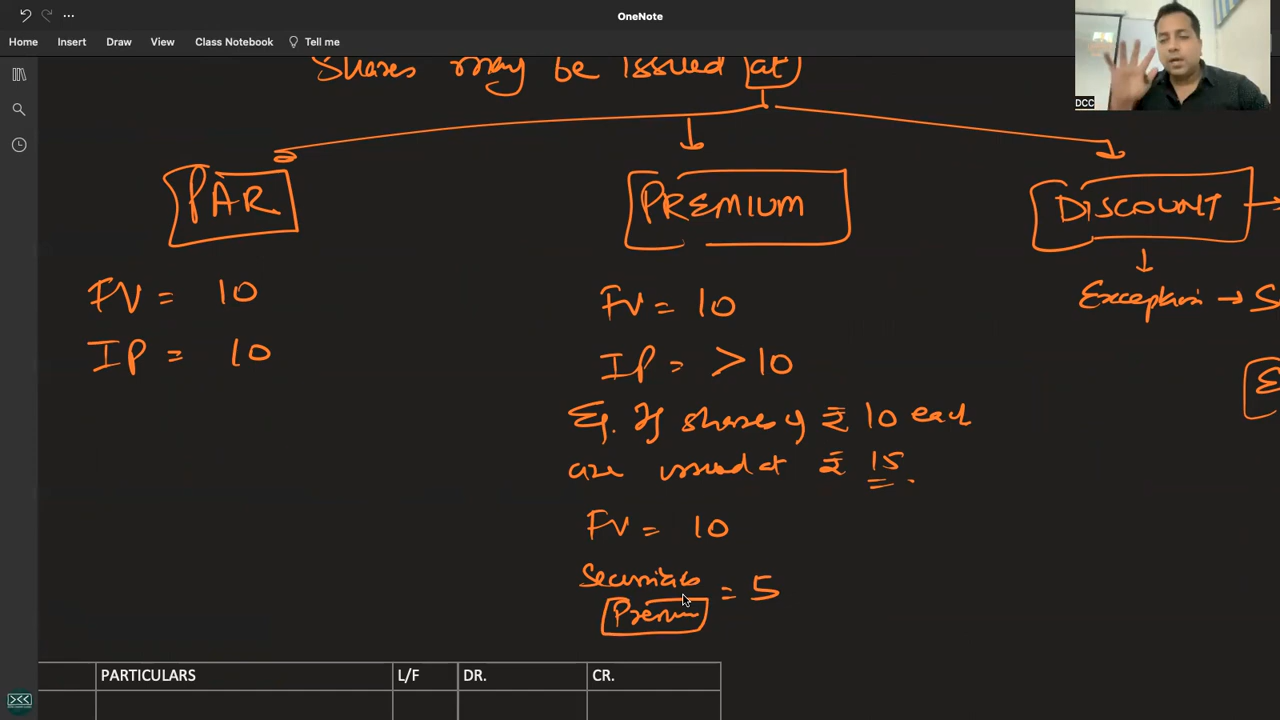 OneNote
Home Insert Draw View Class Notebook Tell me
DCC
Shares may be issued at
PAR
PREMIUM
DISCOUNT
FV = 10
IP = 10
FV = 10
IP = >10
Eg. If shares of ₹ 10 each
are issued at ₹ 15.
FV = 10
Securities
Premium = 5
Exception → S
E
PARTICULARS L/F DR. CR.
DCC